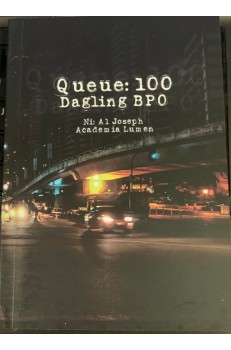 Queue: 100
Dagling BPO
Ni: Al Joseph
Academia Lumen